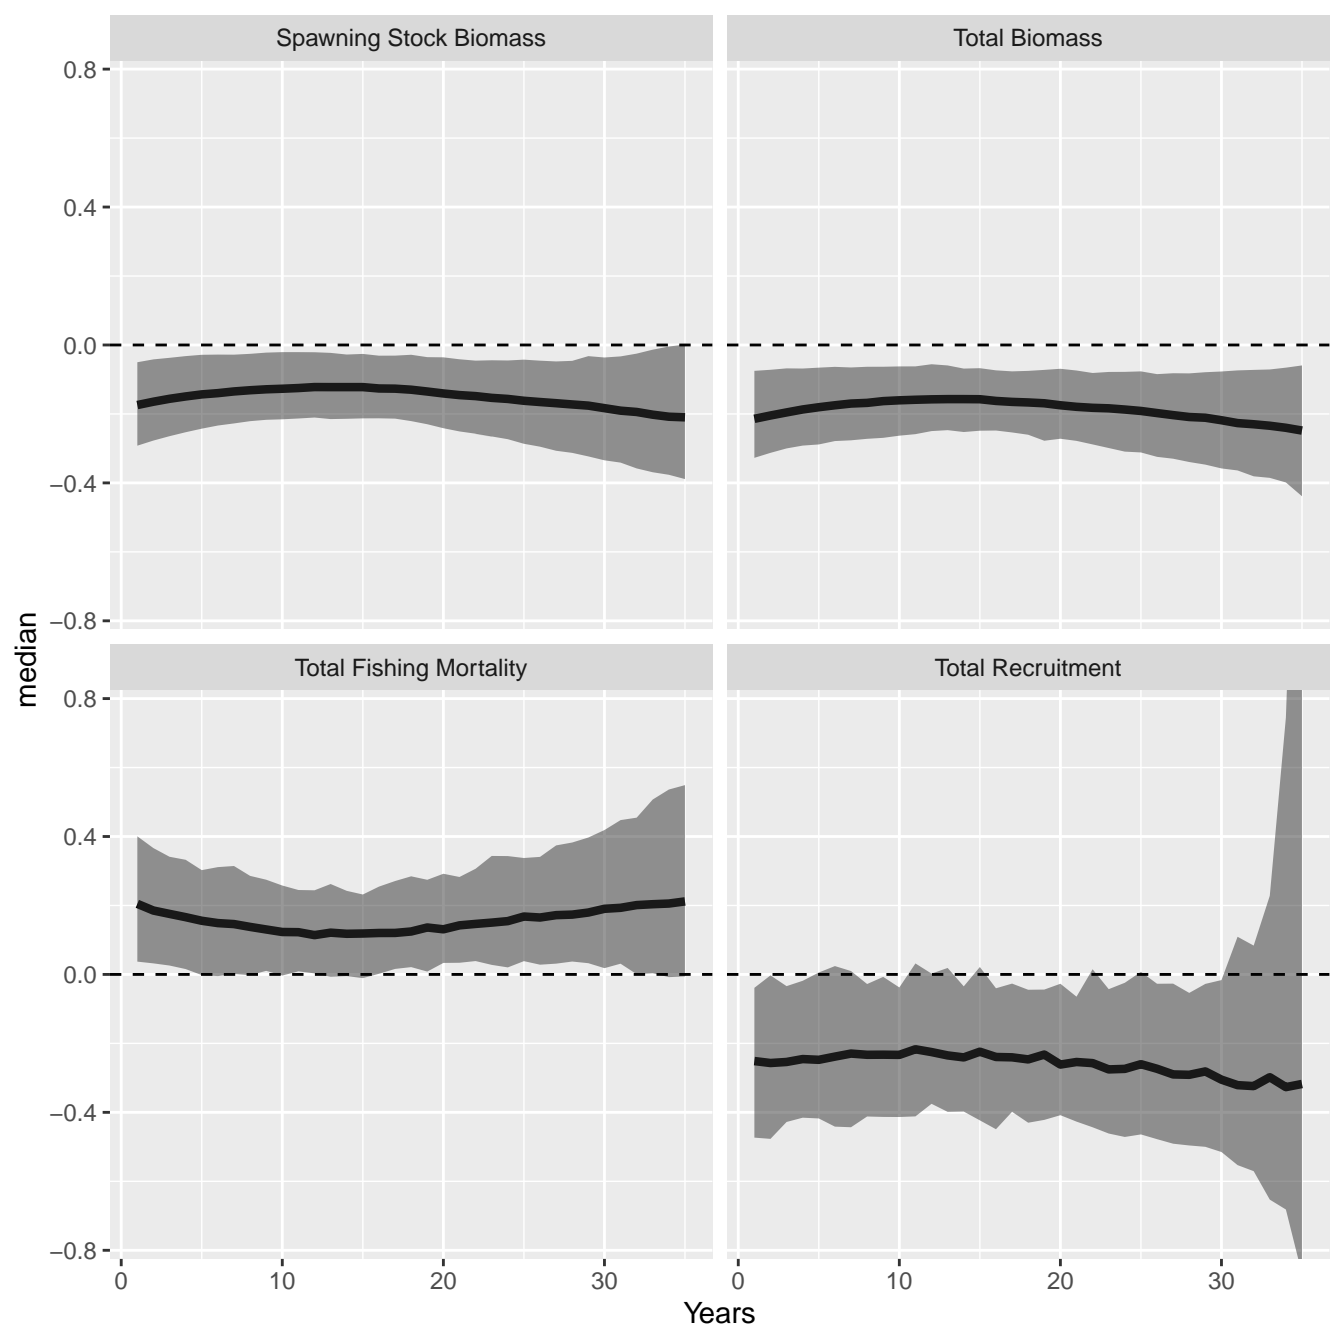 Spawning Stock Biomass
Total Biomass
0.8
0.4
0.0
−0.4
−0.8
median
Total Fishing Mortality
Total Recruitment
0.8
0.4
0.0
−0.4
−0.8
0 10 20 30
0 10 20 30
Years